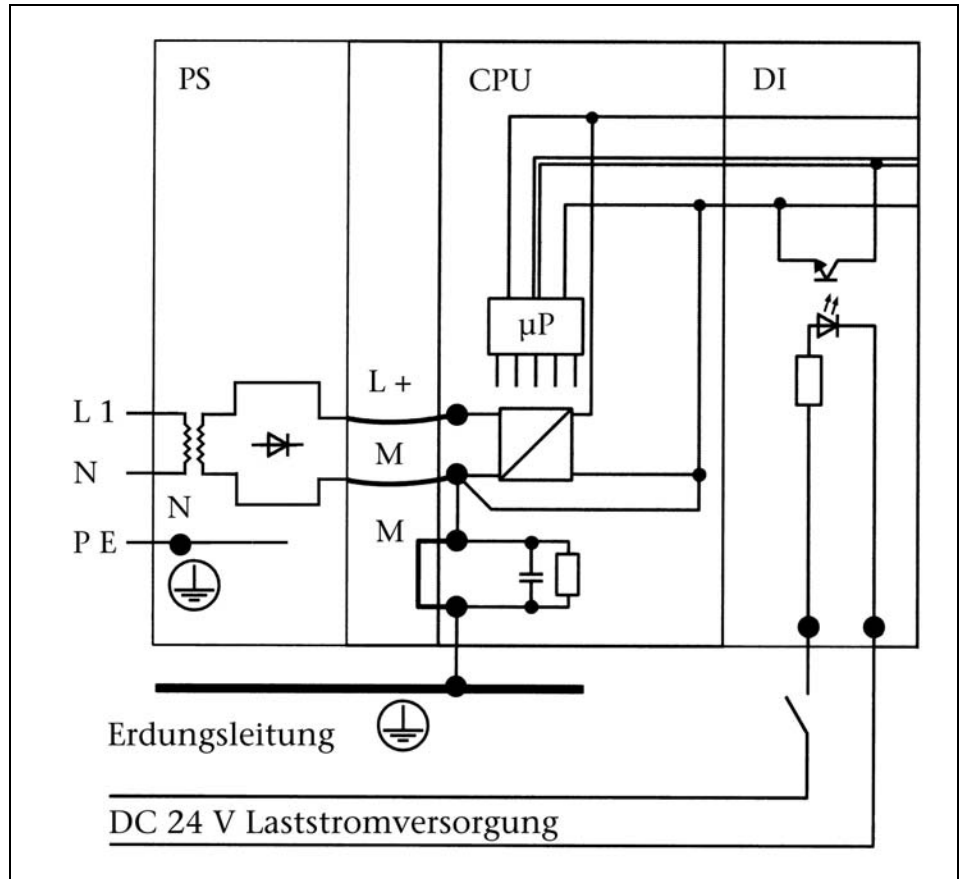 PS
CPU
DI
µP
L +
L 1
M
N
N
P E
M
Erdungsleitung
DC 24 V Laststromversorgung